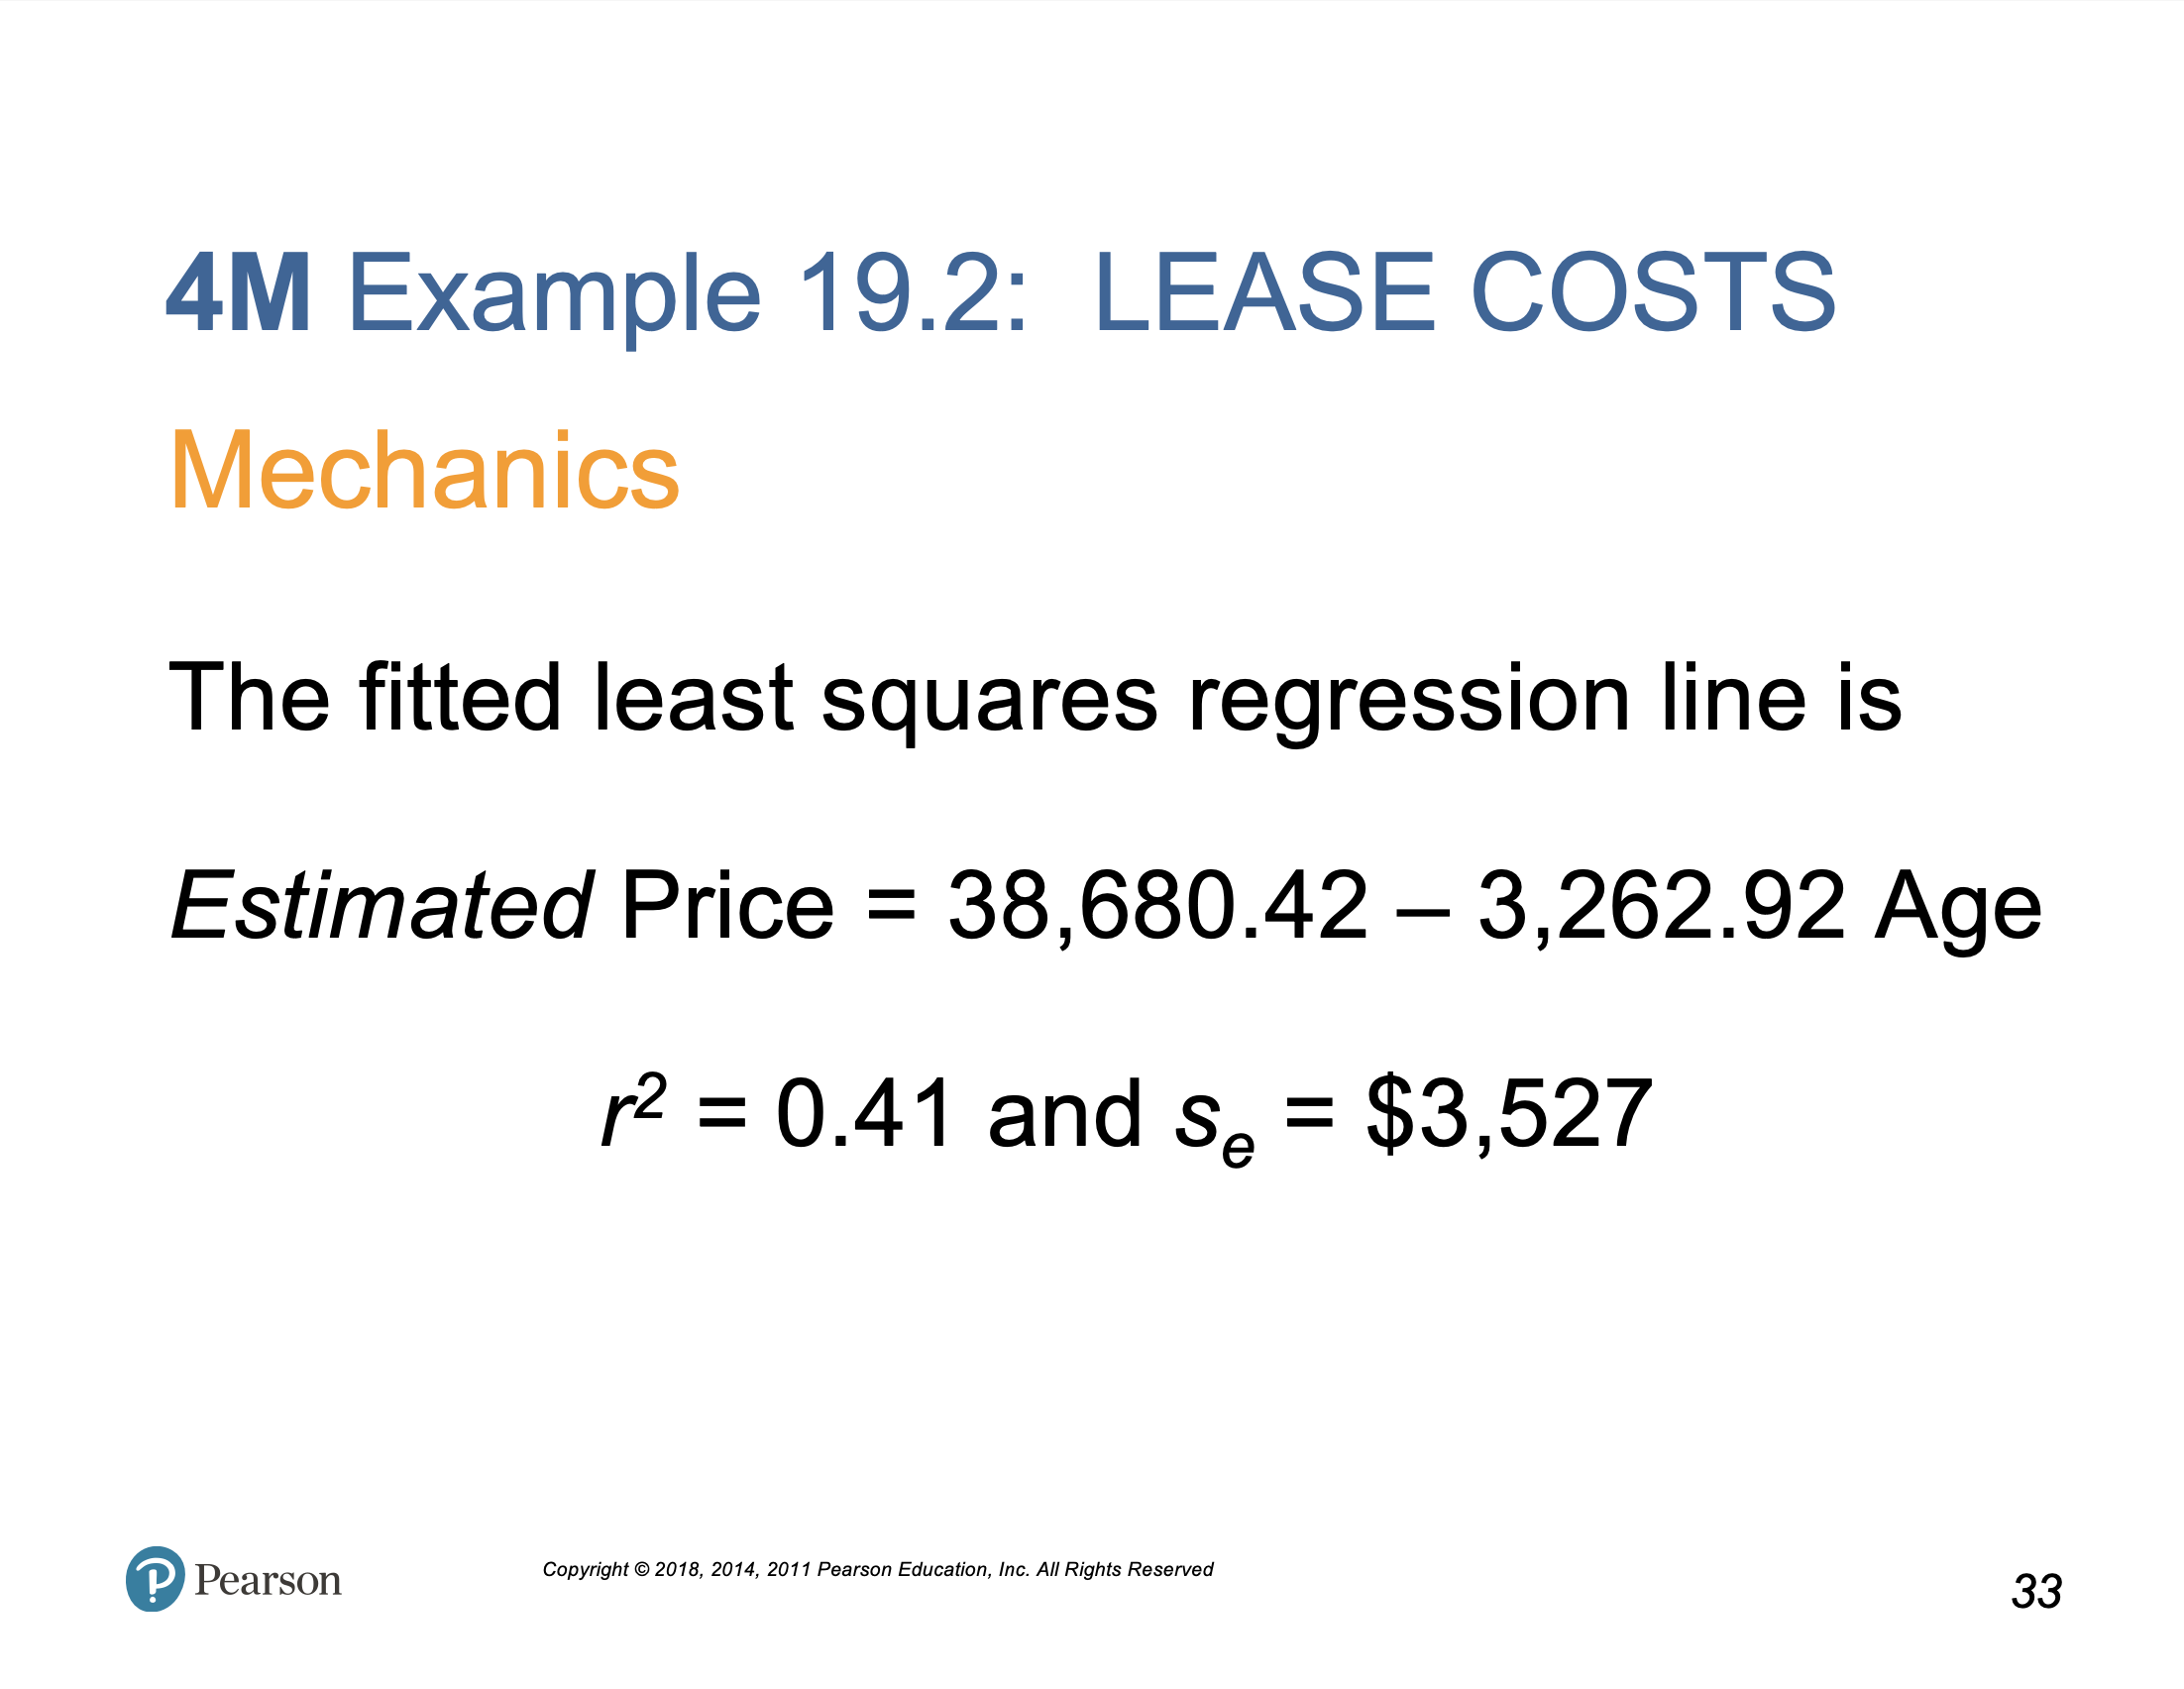 4M Example 19.2:  LEASE COSTS
Mechanics
The fitted least squares regression line is
Estimated Price = 38,680.42 – 3,262.92 Age
r² = 0.41 and sₑ = $3,527
Pearson
Copyright © 2018, 2014, 2011 Pearson Education, Inc. All Rights Reserved
33